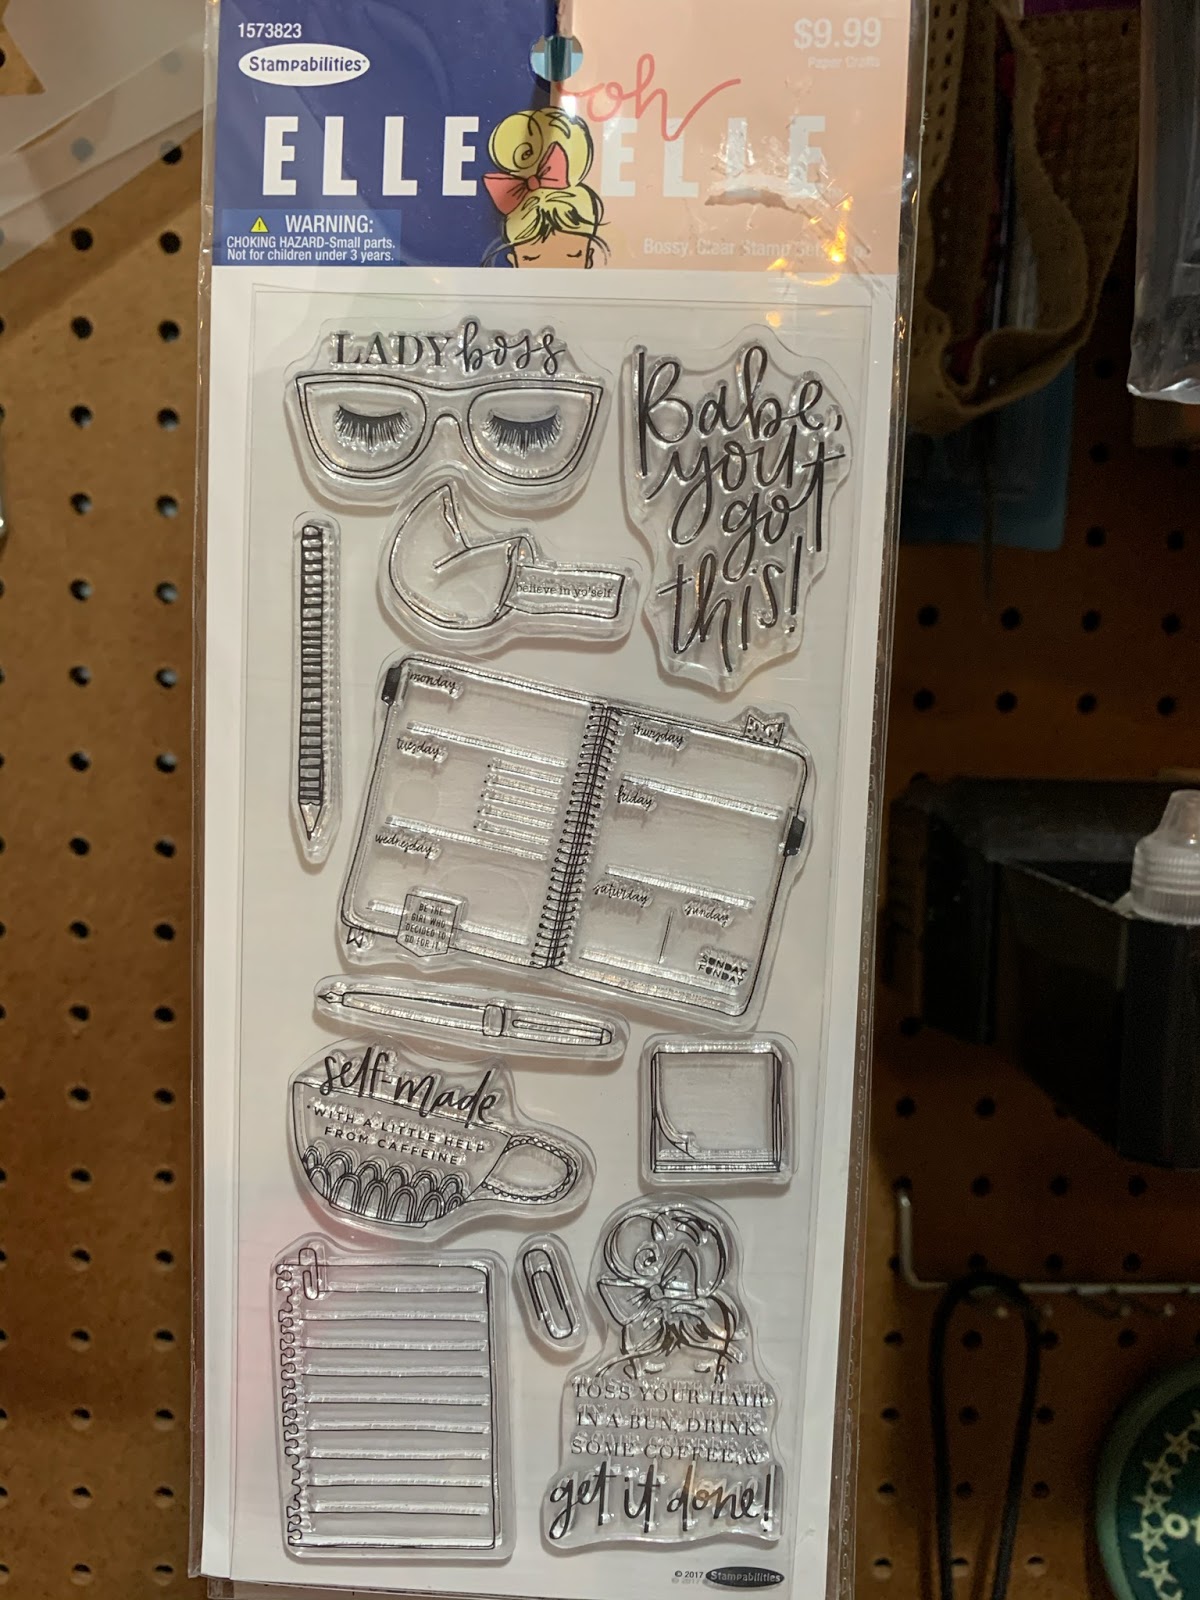 1573823
Stampabilities
$9.99
Paper Crafts
oh
ELLE ELLE
WARNING:
CHOKING HAZARD-Small parts.
Not for children under 3 years.
Bossy, Clear Stamp Set
LADY boss
Babe,
you
got
this!
believe in yo'self
monday
tuesday
wednesday
BE THE
GIRL WHO
DECIDED TO
GO FOR IT
thursday
friday
saturday
sunday
SUNDAY
FUNDAY
self-made
WITH A LITTLE HELP
FROM CAFFEINE
TOSS YOUR HAIR
IN A BUN, DRINK
SOME COFFEE, &
get it done!
© 2017 Stampabilities